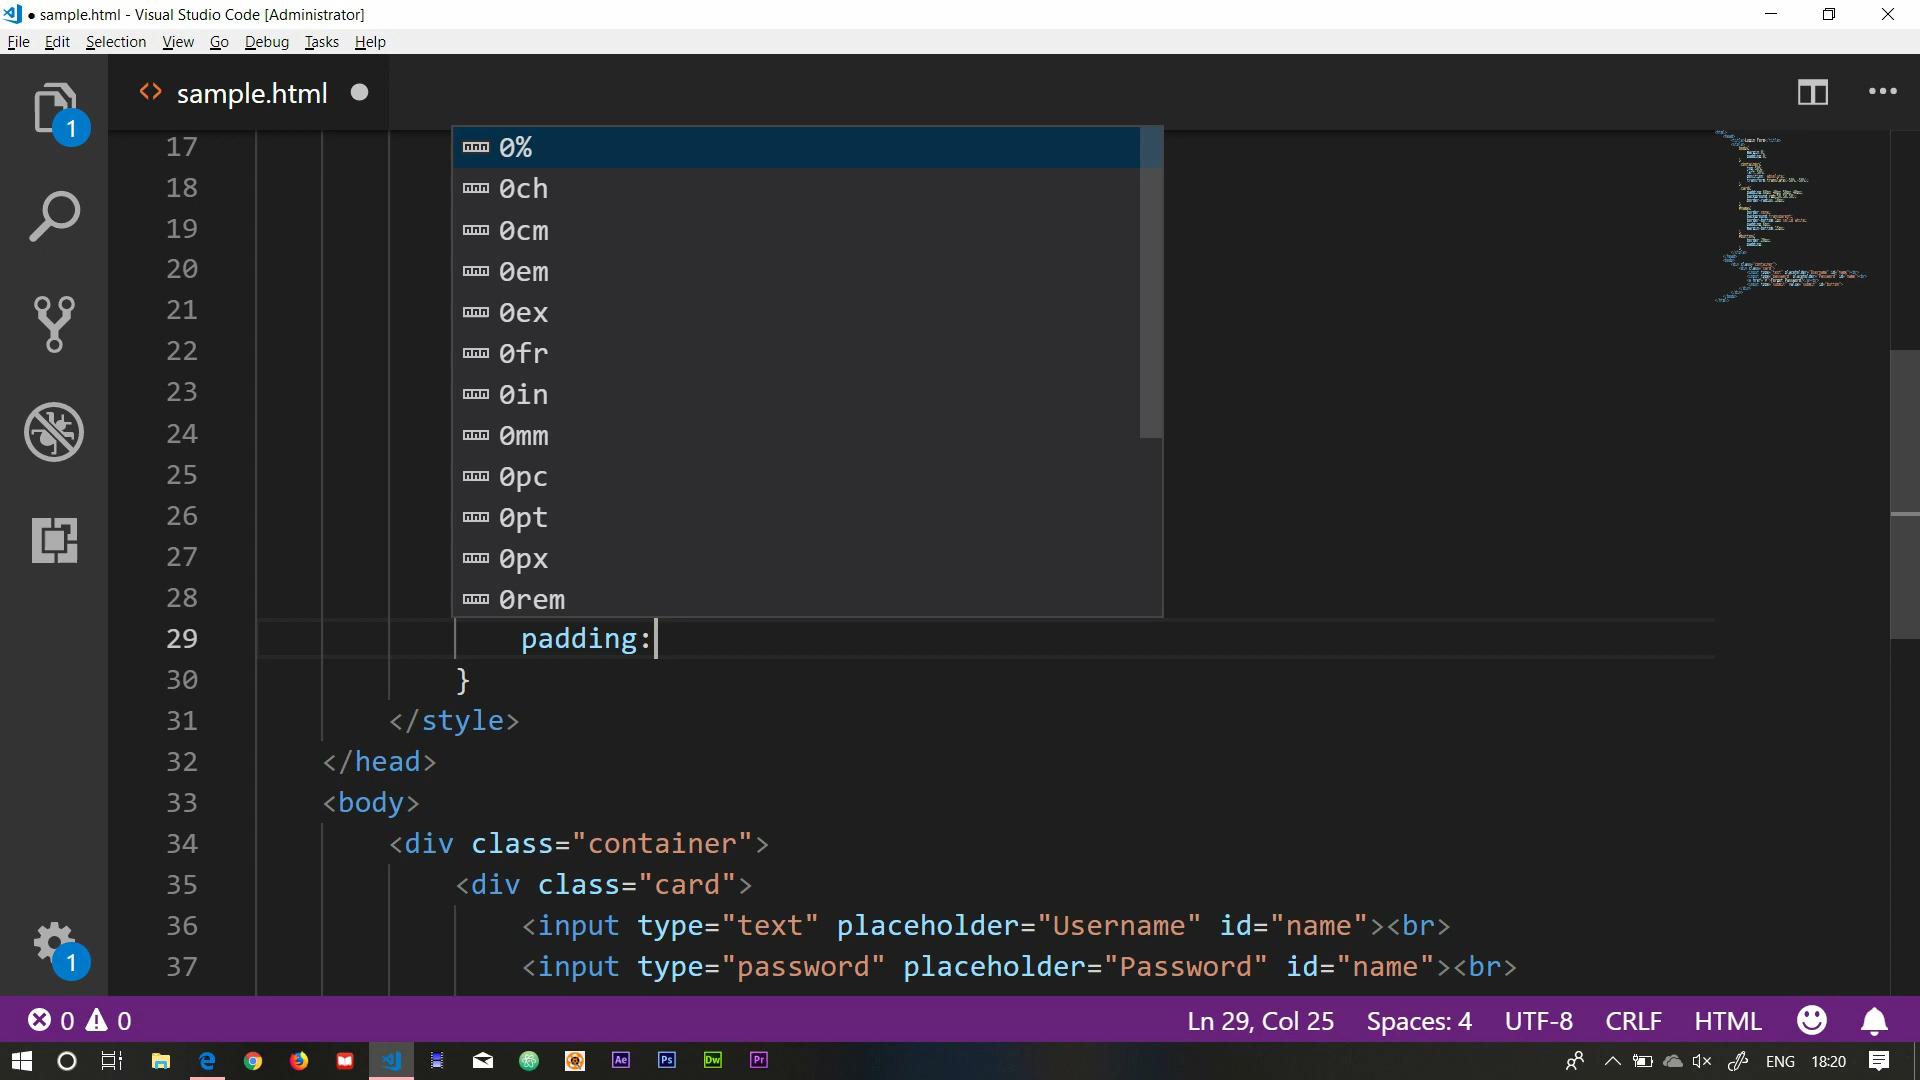 sample.html - Visual Studio Code [Administrator]
File Edit Selection View Go Debug Tasks Help
sample.html
1
17
18
19
20
21
22
23
24
25
26
27
28
0%
0ch
0cm
0em
0ex
0fr
0in
0mm
0pc
0pt
0px
0rem
29 padding:
30 }
31 </style>
32 </head>
33 <body>
34 <div class="container">
35 <div class="card">
36 <input type="text" placeholder="Username" id="name"><br>
37 <input type="password" placeholder="Password" id="name"><br>
1
0 0 Ln 29, Col 25 Spaces: 4 UTF-8 CRLF HTML
Ae Ps Dw Pr ENG 18:20